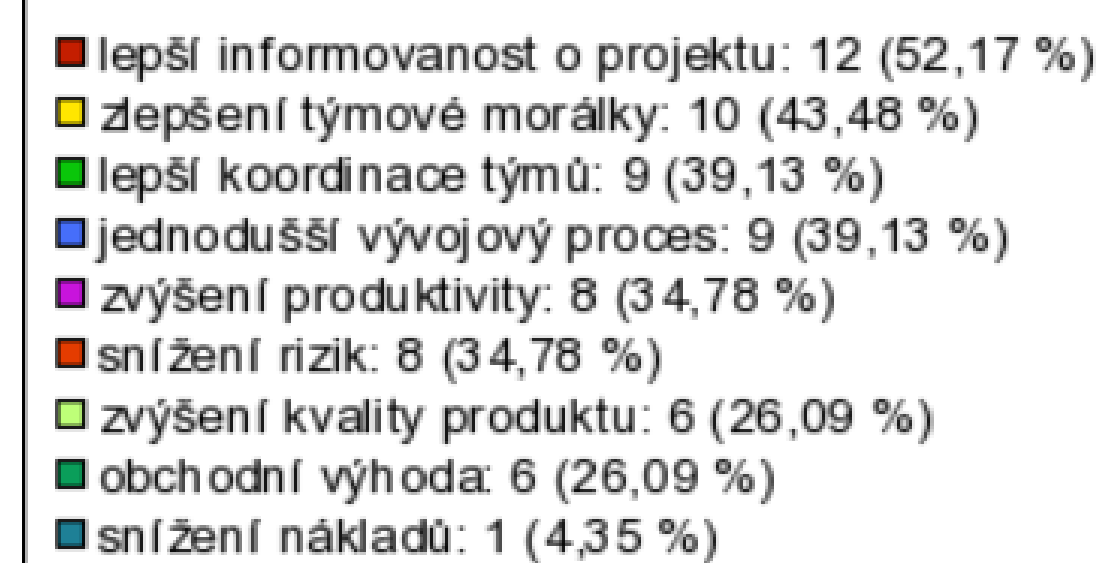 lepší informovanost o projektu: 12 (52,17 %)
zlepšení týmové morálky: 10 (43,48 %)
lepší koordinace týmů: 9 (39,13 %)
jednodušší vývojový proces: 9 (39,13 %)
zvýšení produktivity: 8 (34,78 %)
snížení rizik: 8 (34,78 %)
zvýšení kvality produktu: 6 (26,09 %)
obchodní výhoda: 6 (26,09 %)
snížení nákladů: 1 (4,35 %)